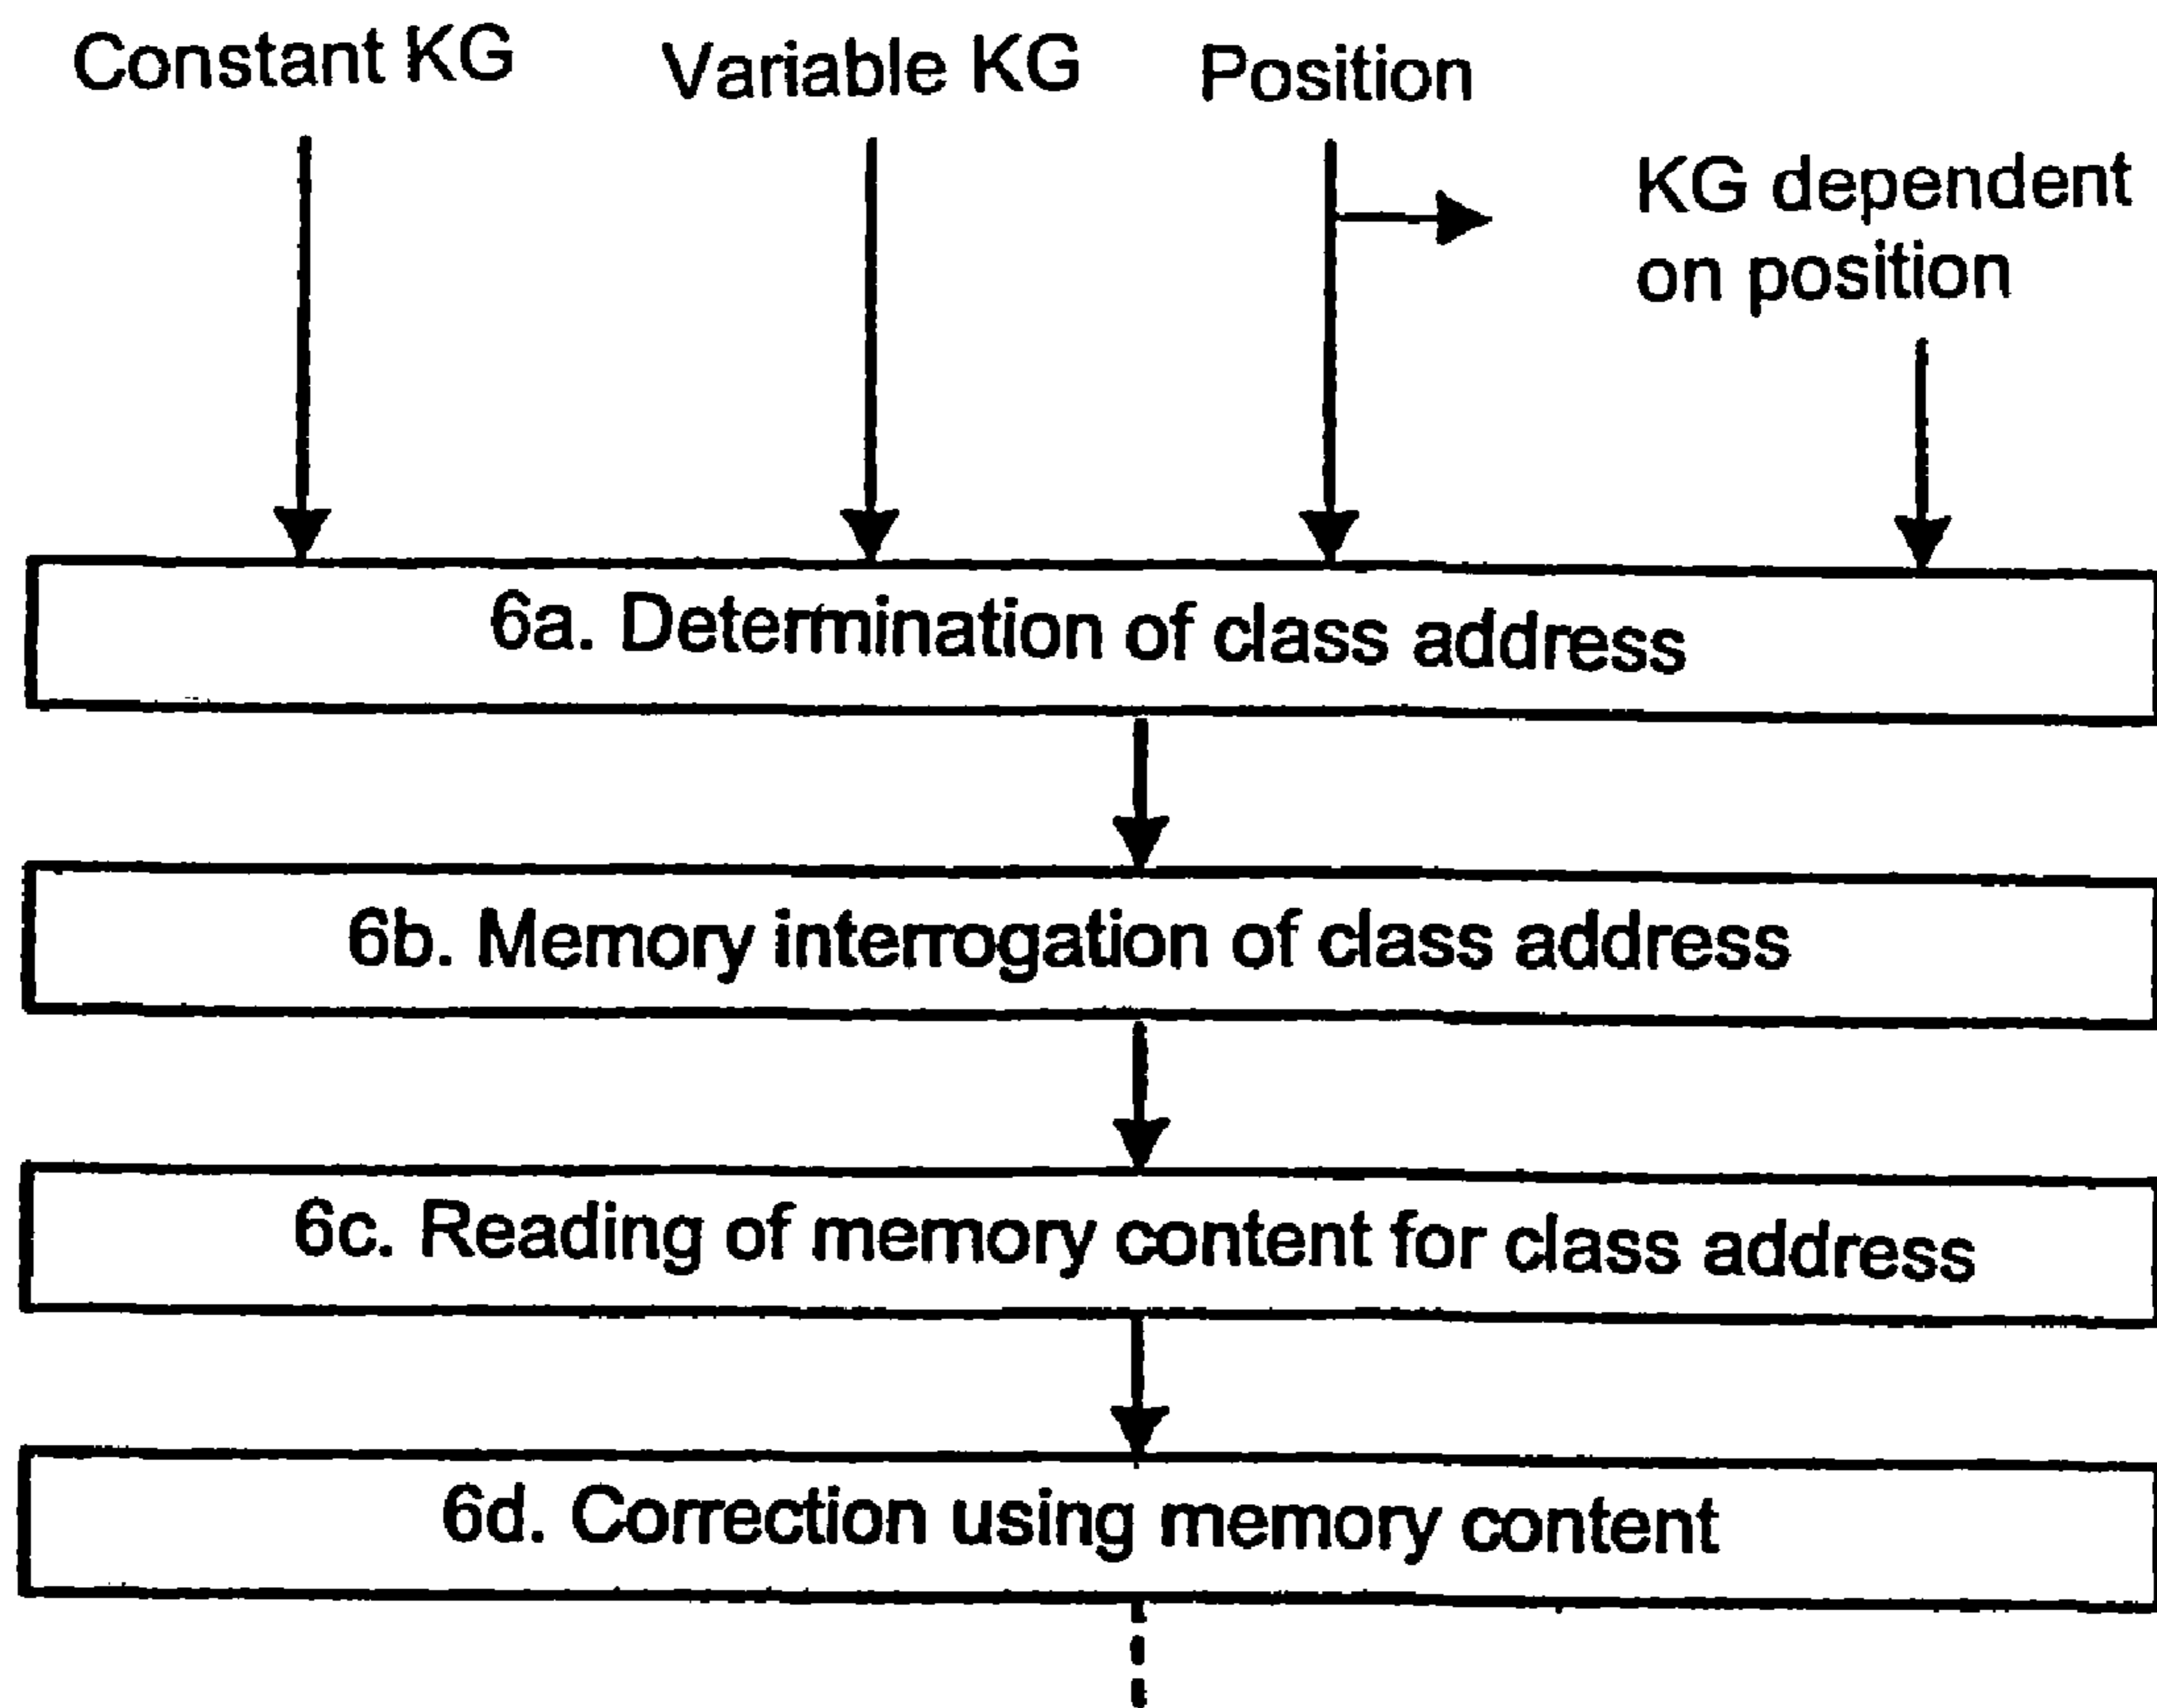 Constant KG
Variable KG
Position
KG dependent
on position
6a. Determination of class address
6b. Memory interrogation of class address
6c. Reading of memory content for class address
6d. Correction using memory content